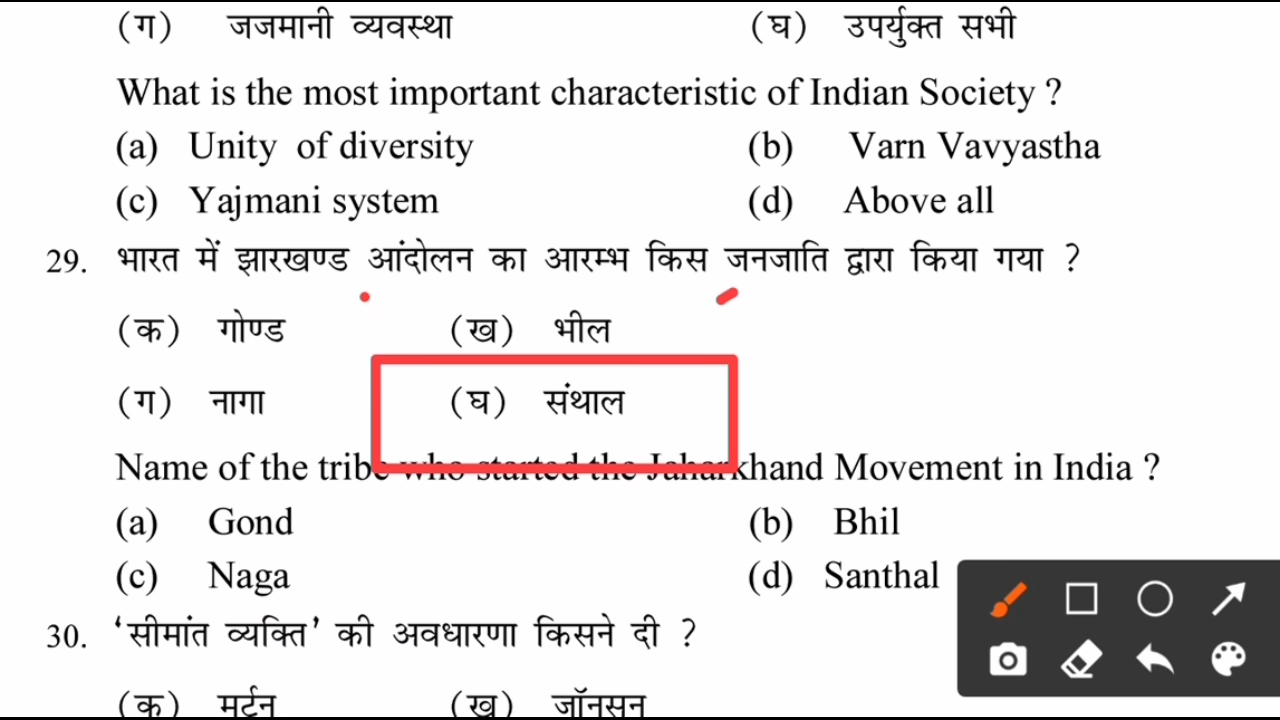 (ग) जजमानी व्यवस्था (घ) उपर्युक्त सभी
What is the most important characteristic of Indian Society ?
(a) Unity of diversity (b) Varn Vavyastha
(c) Yajmani system (d) Above all
29. भारत में झारखण्ड आंदोलन का आरम्भ किस जनजाति द्वारा किया गया ?
(क) गोण्ड (ख) भील
(ग) नागा (घ) संथाल
Name of the tribe who started the Jaharkhand Movement in India ?
(a) Gond (b) Bhil
(c) Naga (d) Santhal
30. ‘सीमांत व्यक्ति’ की अवधारणा किसने दी ?
(क) मर्टन (ख) जॉनसन